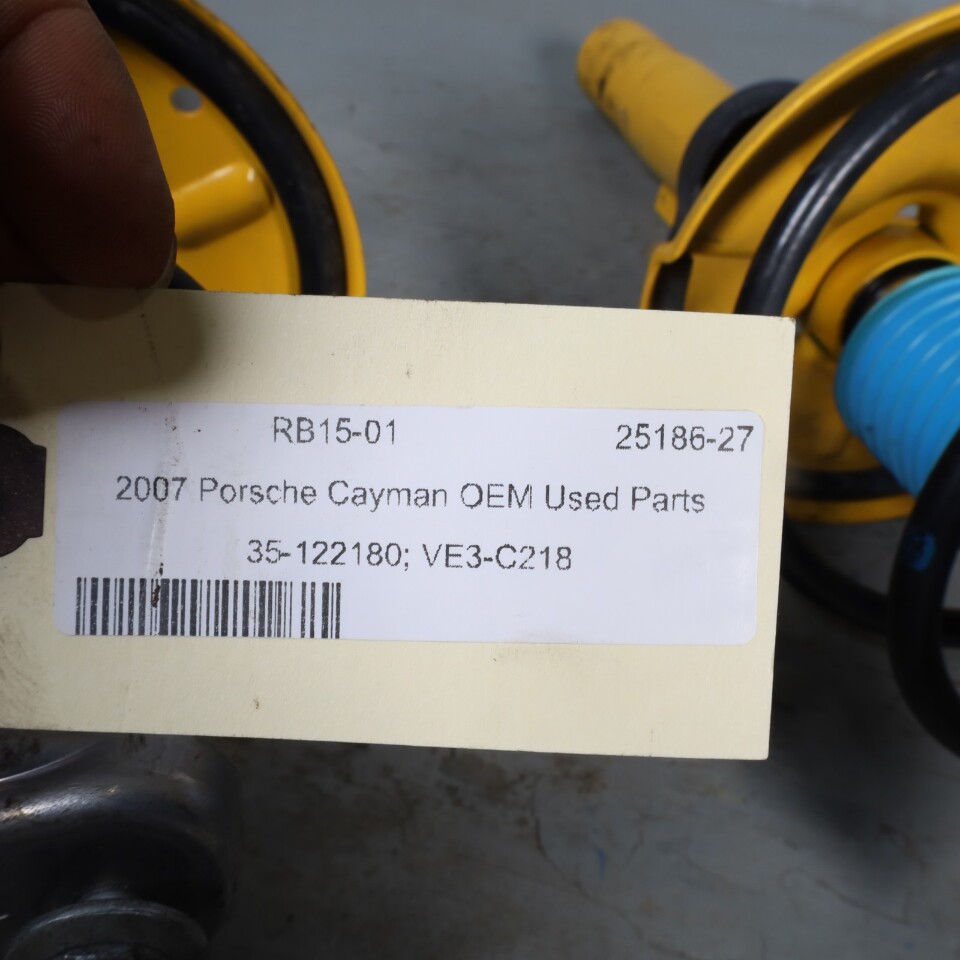 RB15-01 25186-27
2007 Porsche Cayman OEM Used Parts
35-122180; VE3-C218